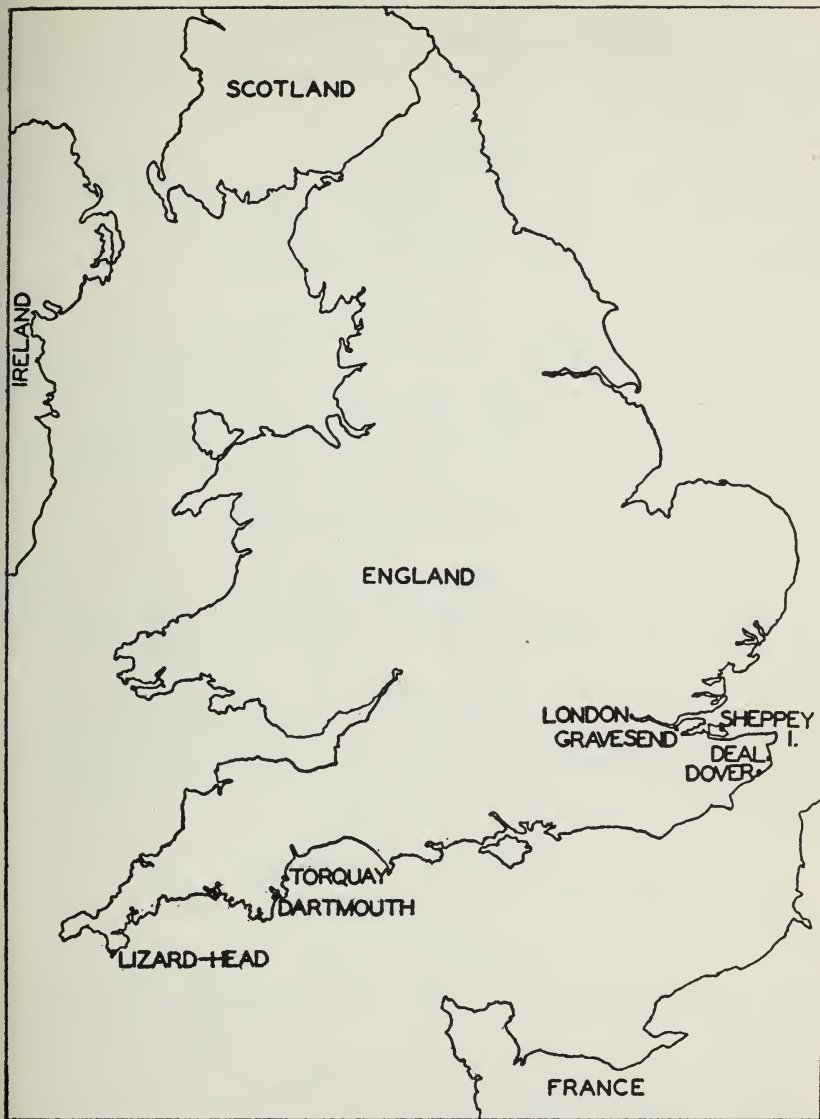 SCOTLAND
IRELAND
ENGLAND
LONDON
SHEPPEY
I.
GRAVESEND
DEAL
DOVER
TORQUAY
DARTMOUTH
LIZARD-HEAD
FRANCE